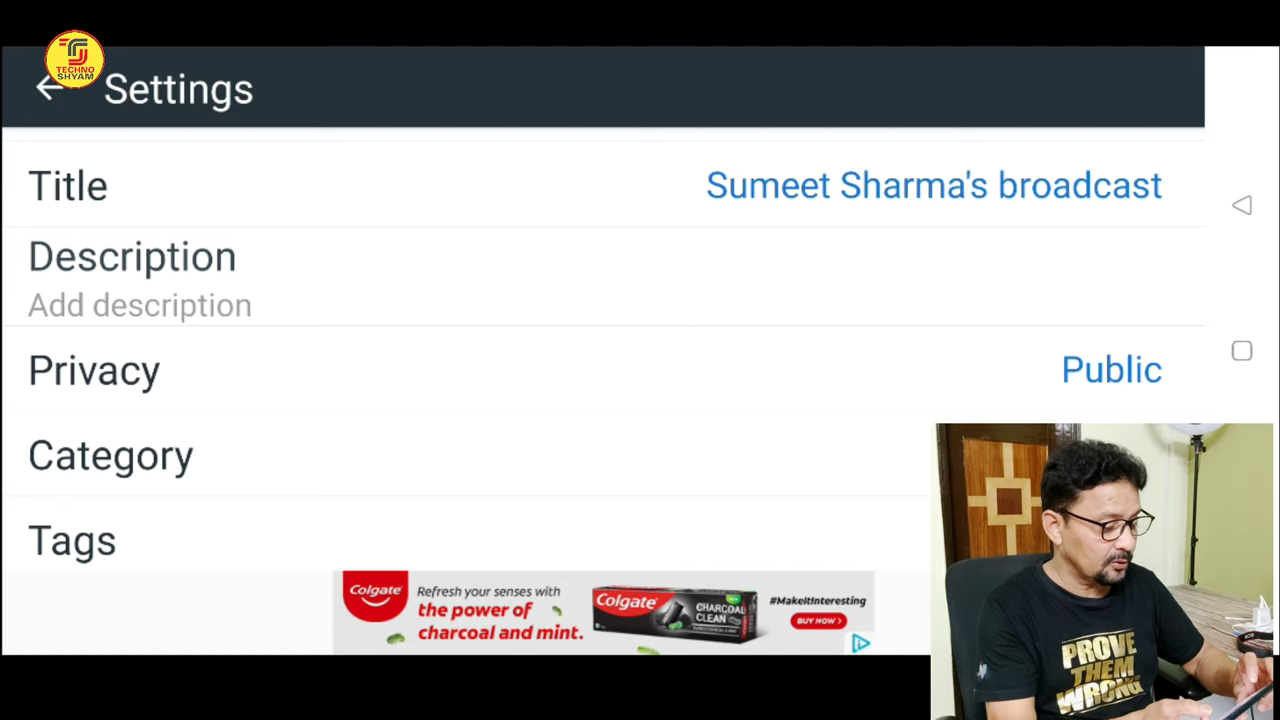 TECHNO
SHYAM
Settings
Title
Sumeet Sharma's broadcast
Description
Add description
Privacy
Public
Category
Tags
Colgate
Refresh your senses with
the power of
charcoal and mint.
Colgate
CHARCOAL
CLEAN
#MakeItInteresting
BUY NOW >
PROVE
THEM
WRONG